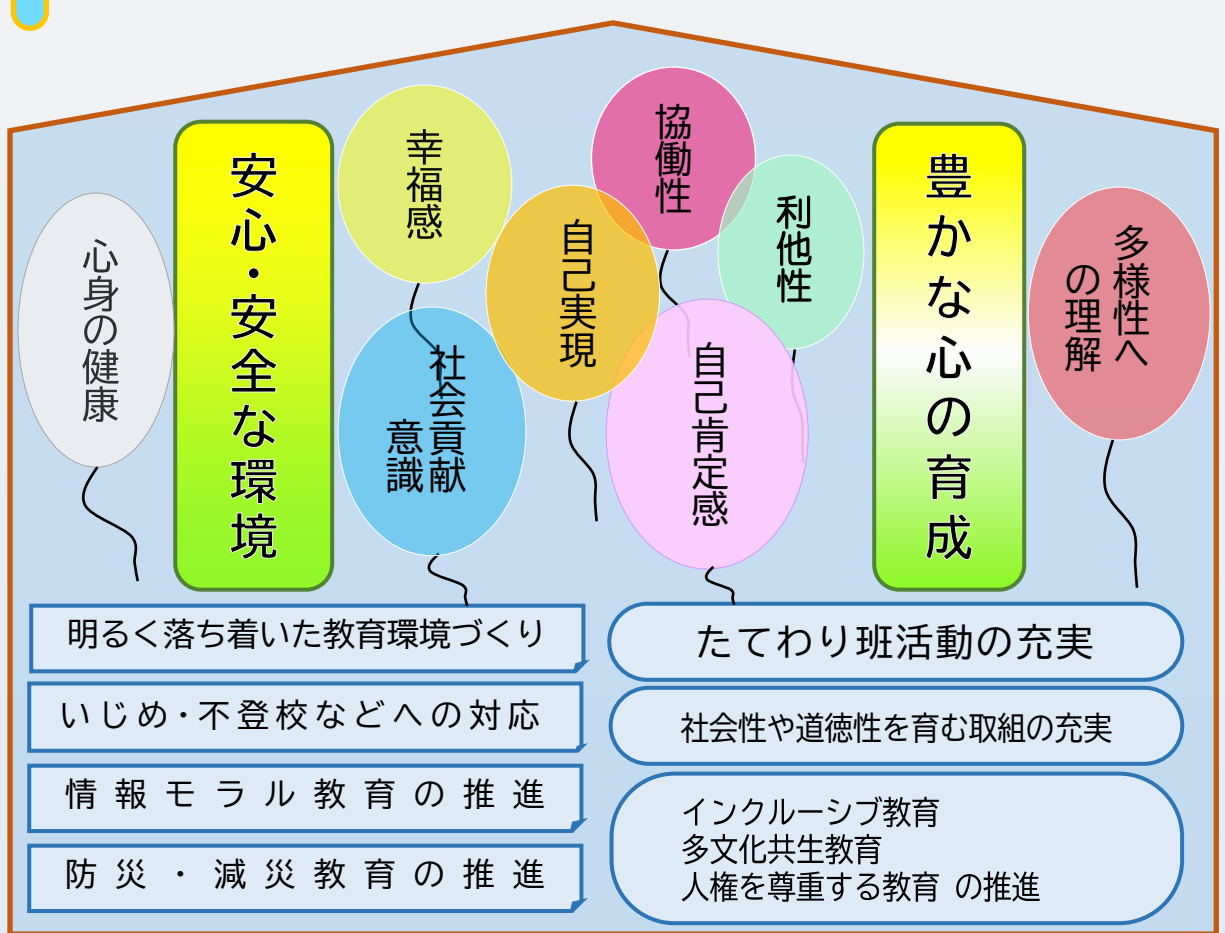 心身の健康
安心・安全な環境
幸福感
社会貢献
意識
自己実現
協働性
利他性
自己肯定感
豊かな心の育成
多様性へ
の理解
明るく落ち着いた教育環境づくり
いじめ・不登校などへの対応
情報モラル教育の推進
防災・減災教育の推進
たてわり班活動の充実
社会性や道徳性を育む取組の充実
インクルーシブ教育
多文化共生教育
人権を尊重する教育 の推進